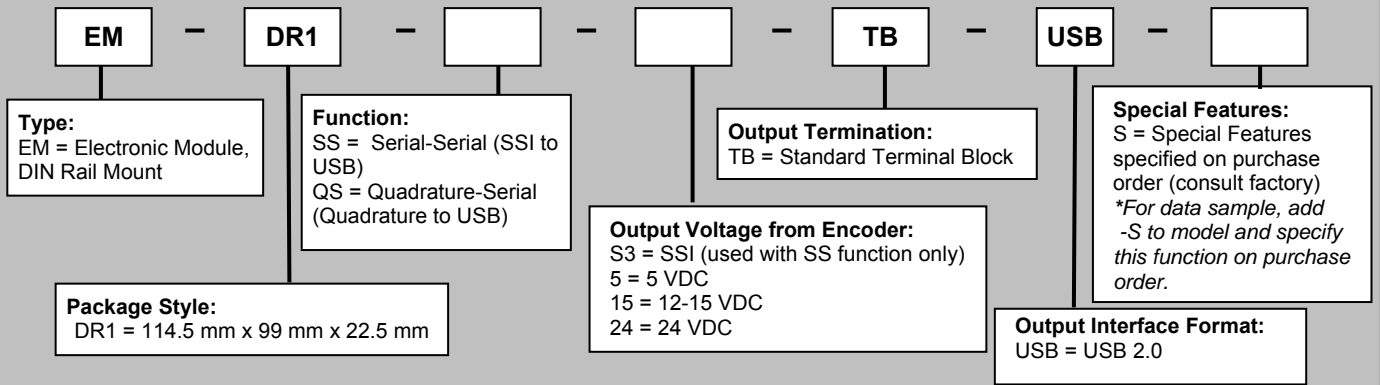 EM – DR1 – – – TB – USB –
Type:
EM = Electronic Module,
DIN Rail Mount
Function:
SS = Serial-Serial (SSI to
USB)
QS = Quadrature-Serial
(Quadrature to USB)
Output Termination:
TB = Standard Terminal Block
Special Features:
S = Special Features
specified on purchase
order (consult factory)
*For data sample, add
-S to model and specify
this function on purchase
order.
Package Style:
DR1 = 114.5 mm x 99 mm x 22.5 mm
Output Voltage from Encoder:
S3 = SSI (used with SS function only)
5 = 5 VDC
15 = 12-15 VDC
24 = 24 VDC
Output Interface Format:
USB = USB 2.0